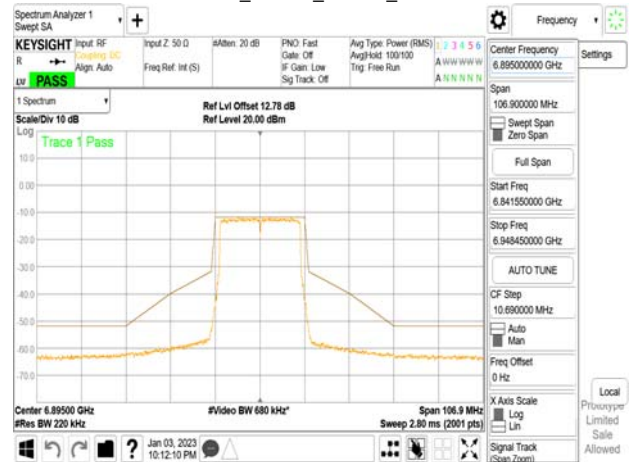 Spectrum Analyzer 1
Swept SA
Frequency
KEYSIGHT
Input: RF
Coupling: DC
Align: Auto
Input Z: 50 Ω
Freq Ref: Int (S)
#Atten: 20 dB
PNO: Fast
Gate: Off
IF Gain: Low
Sig Track: Off
Avg Type: Power (RMS)
Avg|Hold: 100/100
Trig: Free Run
1 2 3 4 5 6
A W W W W W
A N N N N N
R
LVI
PASS
1 Spectrum
Scale/Div 10 dB
Ref Lvl Offset 12.78 dB
Ref Level 20.00 dBm
Log
Trace 1 Pass
10.0
0.00
-10.0
-20.0
-30.0
-40.0
-50.0
-60.0
-70.0
Center 6.89500 GHz
#Res BW 220 kHz
#Video BW 680 kHz*
Span 106.9 MHz
Sweep 2.80 ms (2001 pts)
Jan 03, 2023
10:12:10 PM
Center Frequency
6.895000000 GHz
Settings
Span
106.900000 MHz
Swept Span
Zero Span
Full Span
Start Freq
6.841550000 GHz
Stop Freq
6.948450000 GHz
AUTO TUNE
CF Step
10.690000 MHz
Auto
Man
Freq Offset
0 Hz
X Axis Scale
Log
Lin
Signal Track
(Span Zoom)
Local
Prototype
Limited
Sale
Allowed